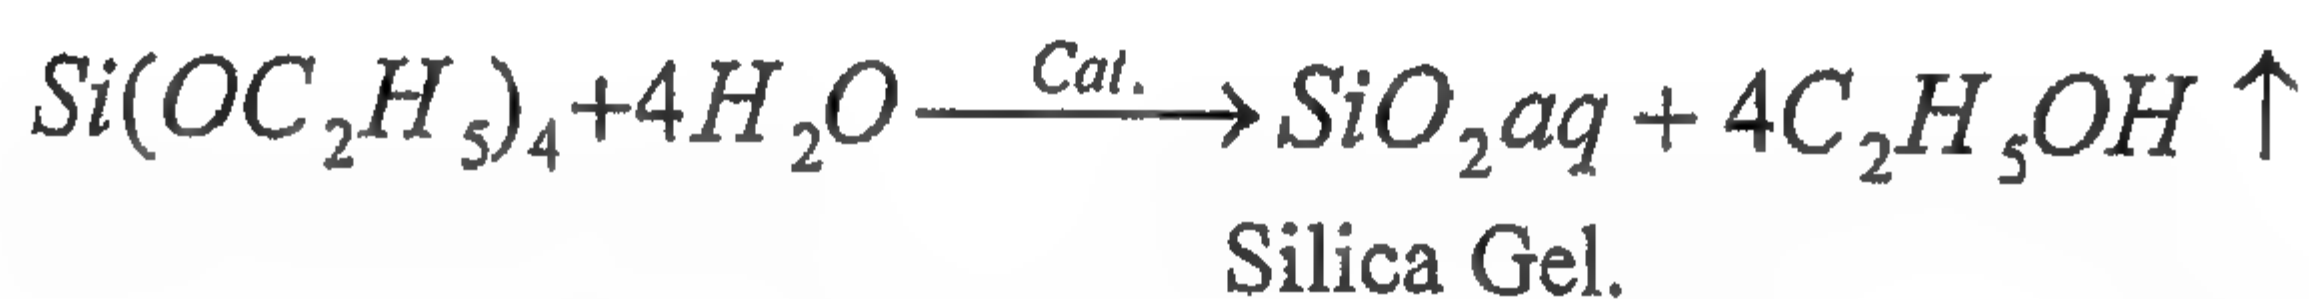 Si(OC₂H₅)₄+4H₂O ⟶ Cat. SiO₂aq + 4C₂H₅OH ↑
Silica Gel.